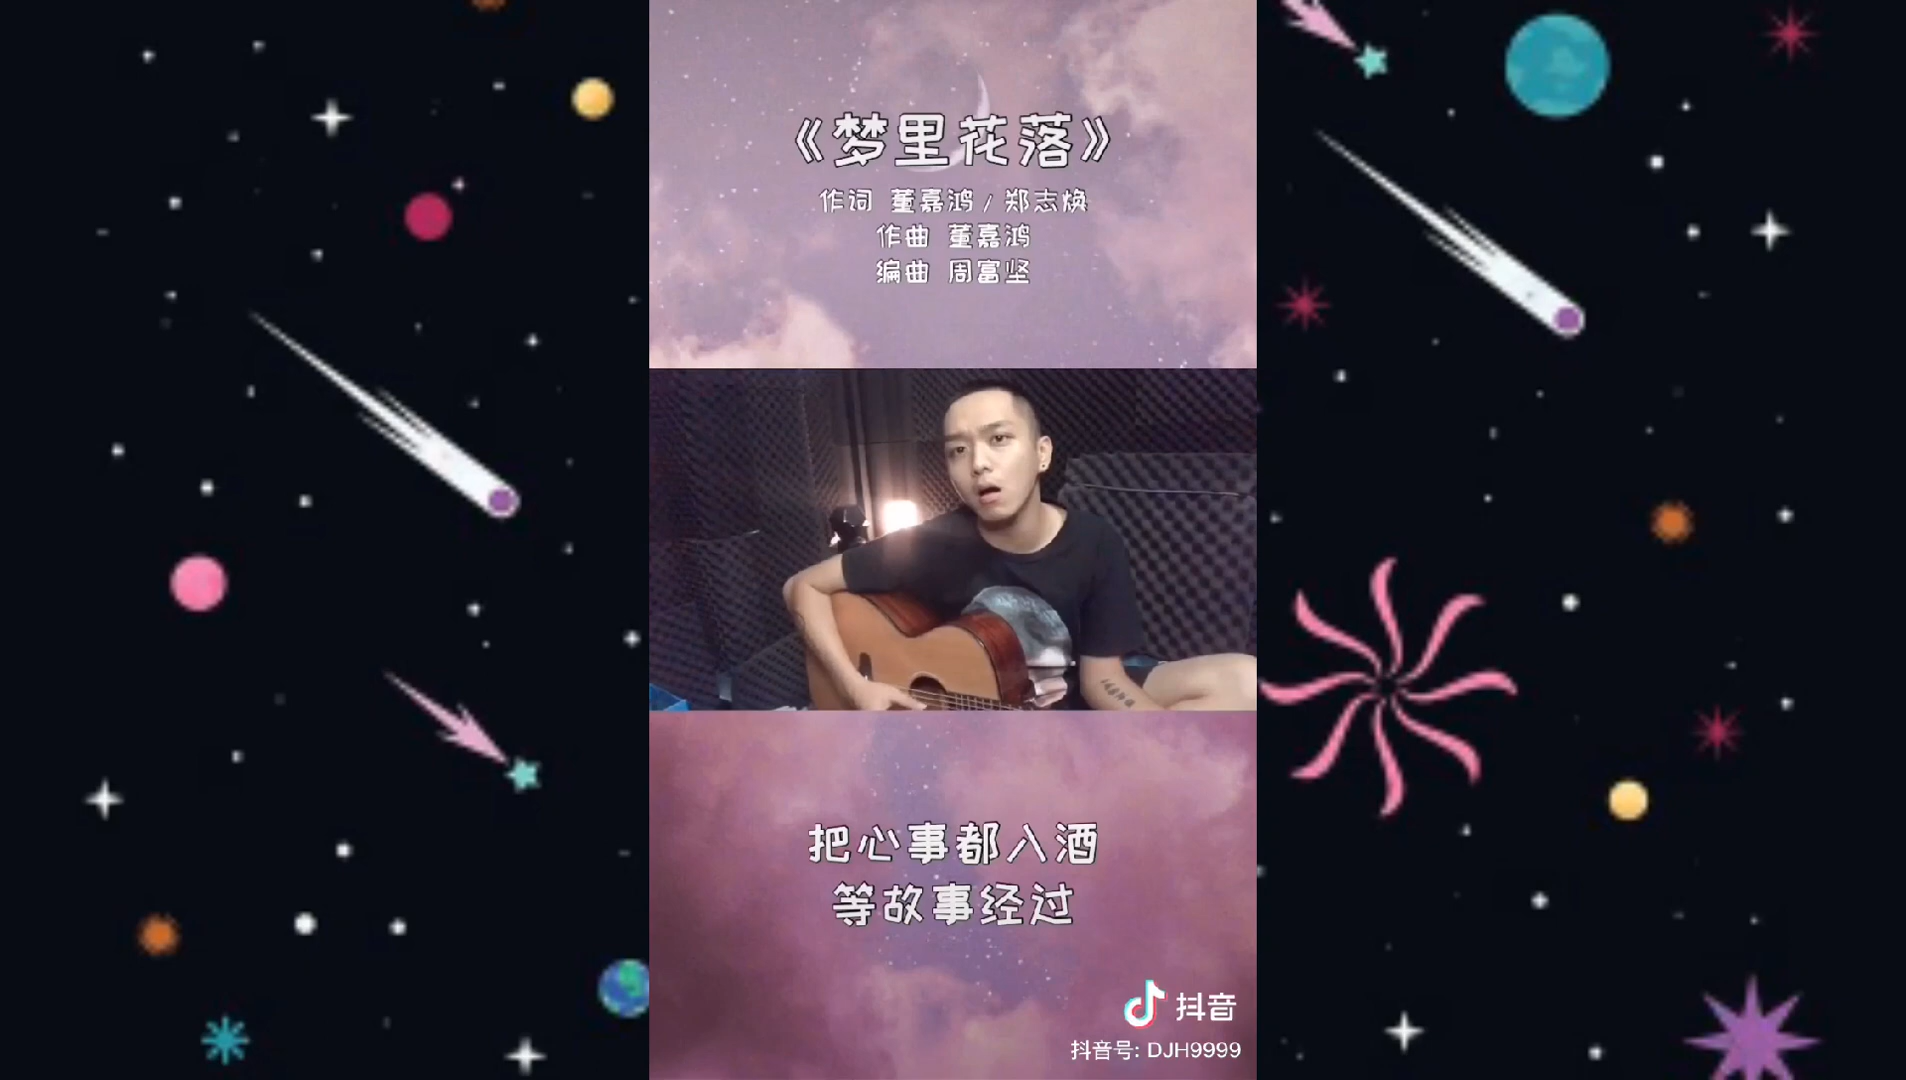 《梦里花落》
作词 董嘉鸿 / 郑志焕
作曲 董嘉鸿
编曲 周富坚
把心事都入酒
等故事经过
抖音
抖音号: DJH9999